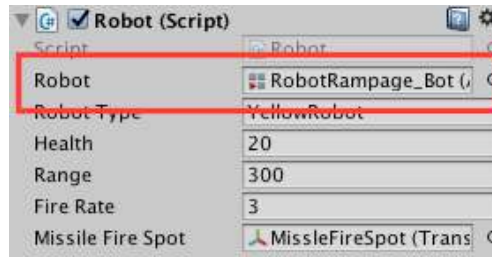 Robot (Script)
Script Robot
Robot RobotRampage_Bot (
Robot Type YellowRobot
Health 20
Range 300
Fire Rate 3
Missile Fire Spot MissleFireSpot (Trans